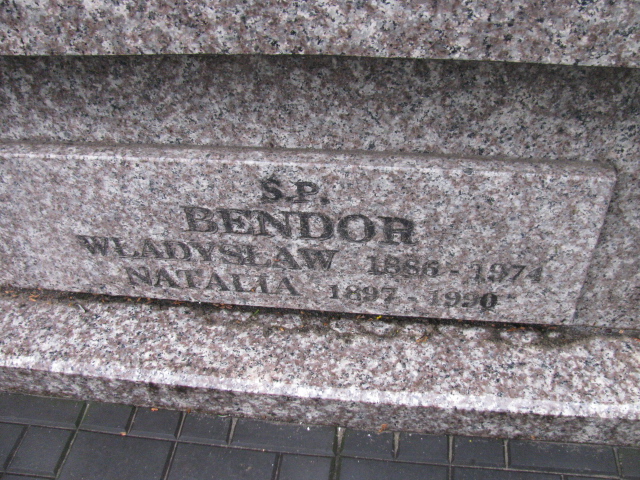 Ś.P.
BENDOR
WŁADYSŁAW 1886 - 1974
NATALIA 1897 - 1990